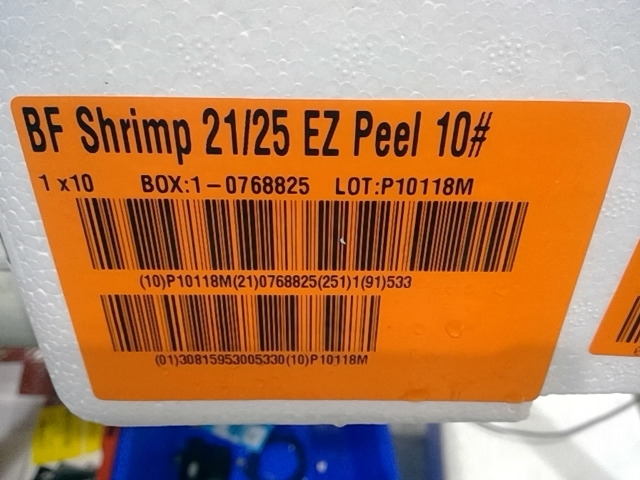 BF Shrimp 21/25 EZ Peel 10#
1 x10 BOX:1-0768825 LOT:P10118M
(10)P10118M(21)0768825(251)1(91)533
(01)30815953005330(10)P10118M